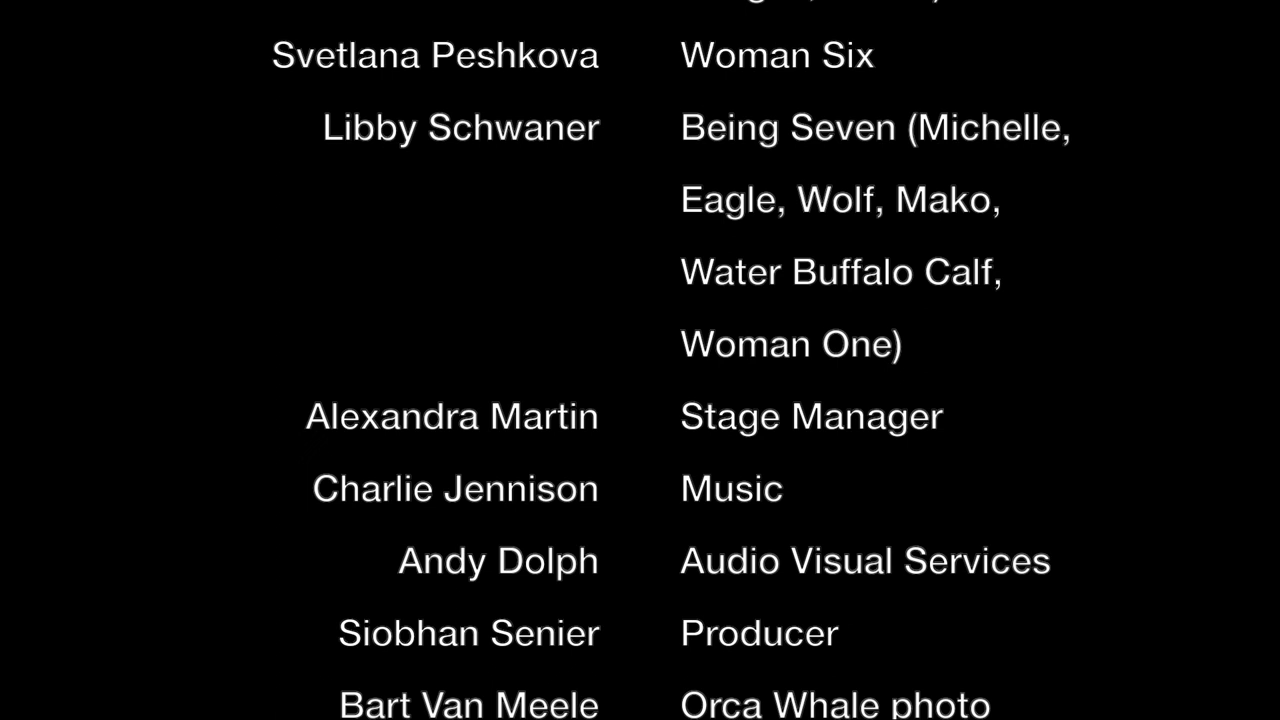 Svetlana Peshkova Woman Six
Libby Schwaner Being Seven (Michelle,
Eagle, Wolf, Mako,
Water Buffalo Calf,
Woman One)
Alexandra Martin Stage Manager
Charlie Jennison Music
Andy Dolph Audio Visual Services
Siobhan Senier Producer
Bart Van Meele Orca Whale photo